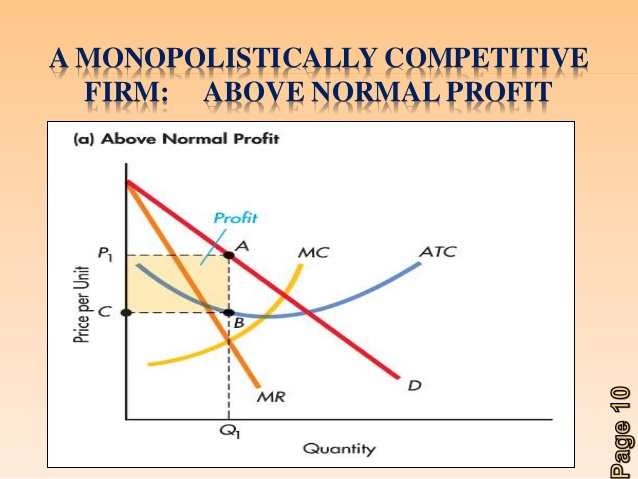 A MONOPOLISTICALLY COMPETITIVE
FIRM: ABOVE NORMAL PROFIT
(a) Above Normal Profit
Profit
P1
A
MC
ATC
Price per Unit
C
B
D
MR
Q1
Quantity
Page 10